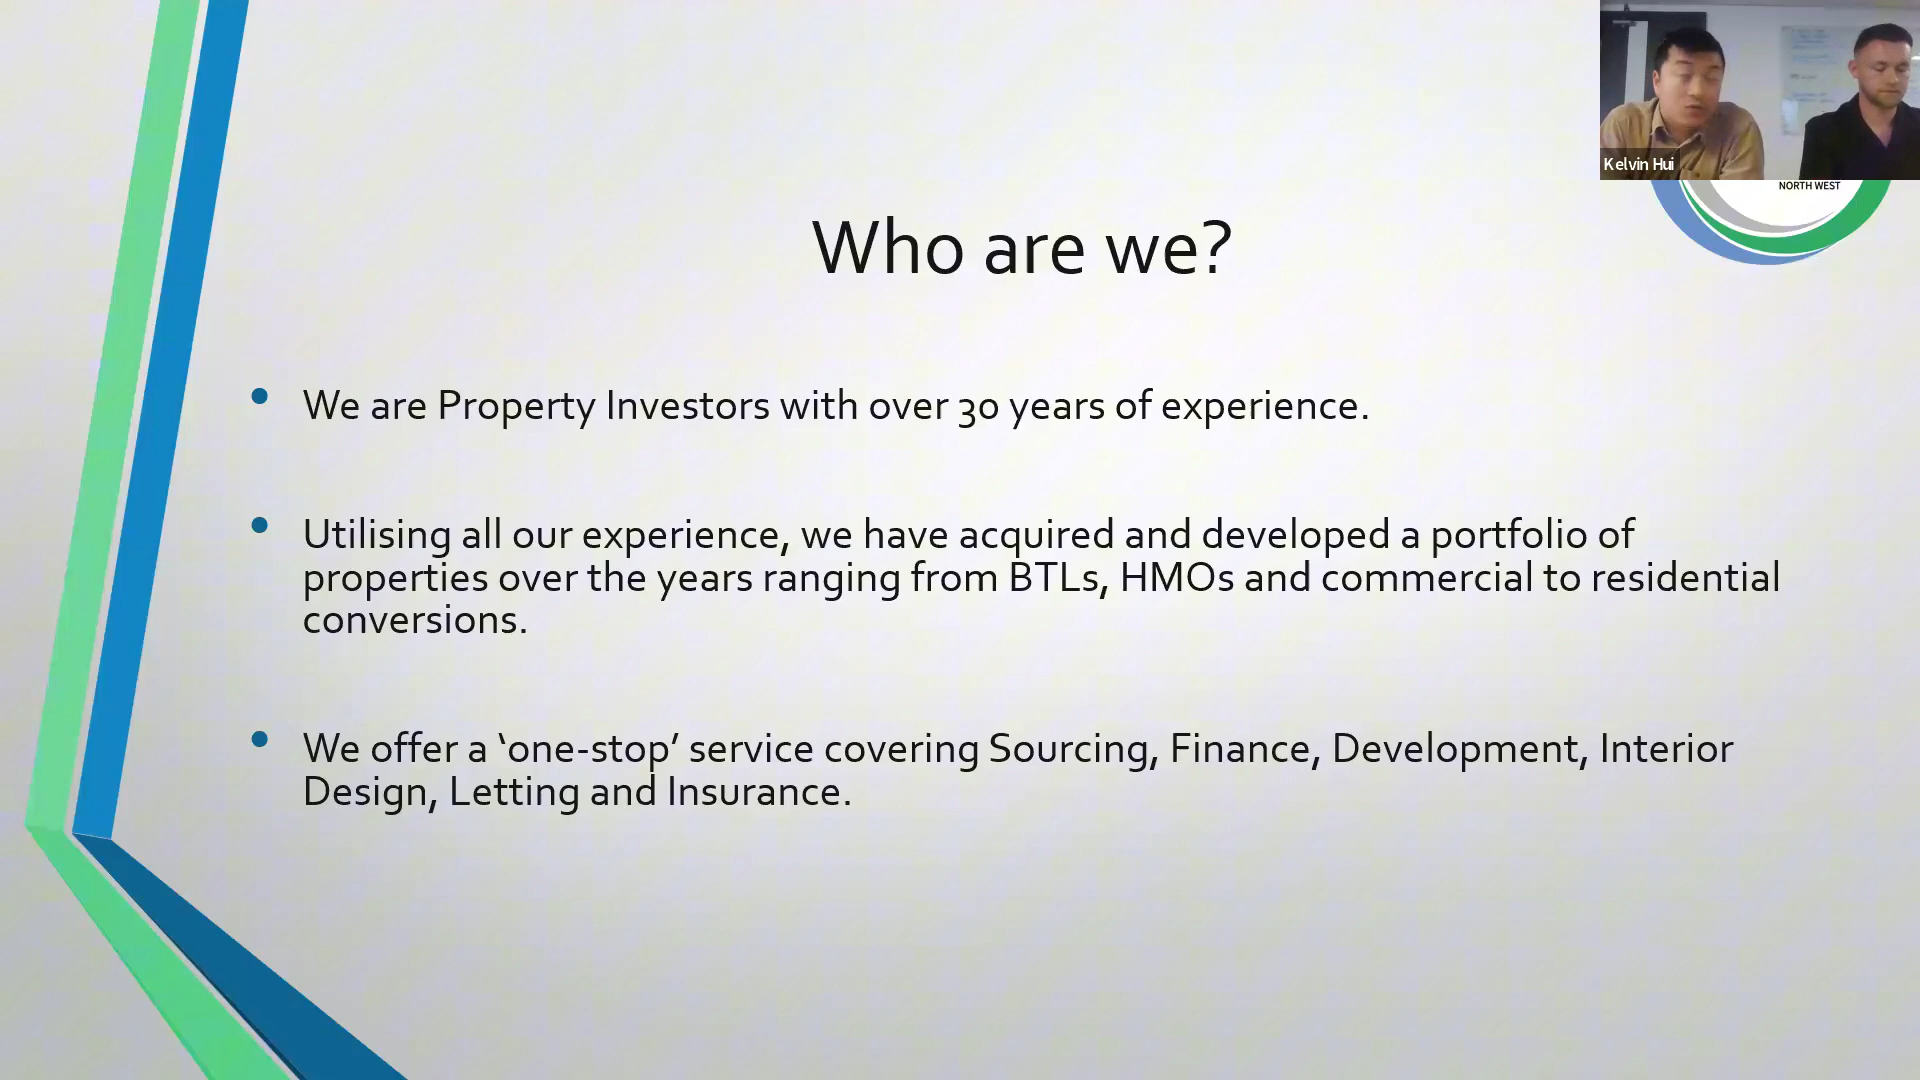 Kelvin Hui
NORTH WEST
Who are we?
• We are Property Investors with over 30 years of experience.
• Utilising all our experience, we have acquired and developed a portfolio of
properties over the years ranging from BTLs, HMOs and commercial to residential
conversions.
• We offer a ‘one-stop’ service covering Sourcing, Finance, Development, Interior
Design, Letting and Insurance.